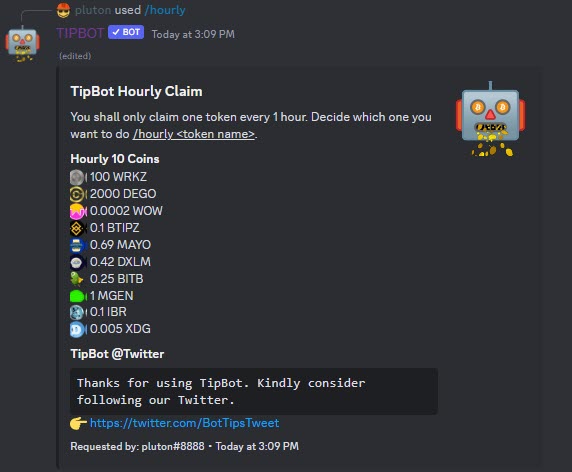 pluton used /hourly
TIPBOT BOT Today at 3:09 PM
(edited)
TipBot Hourly Claim
You shall only claim one token every 1 hour. Decide which one you
want to do /hourly <token name>.
Hourly 10 Coins
100 WRKZ
2000 DEGO
0.0002 WOW
0.1 BTIPZ
0.69 MAYO
0.42 DXLM
0.25 BITB
1 MGEN
0.1 IBR
0.005 XDG
TipBot @Twitter
Thanks for using TipBot. Kindly consider
following our Twitter.
https://twitter.com/BotTipsTweet
Requested by: pluton#8888 • Today at 3:09 PM